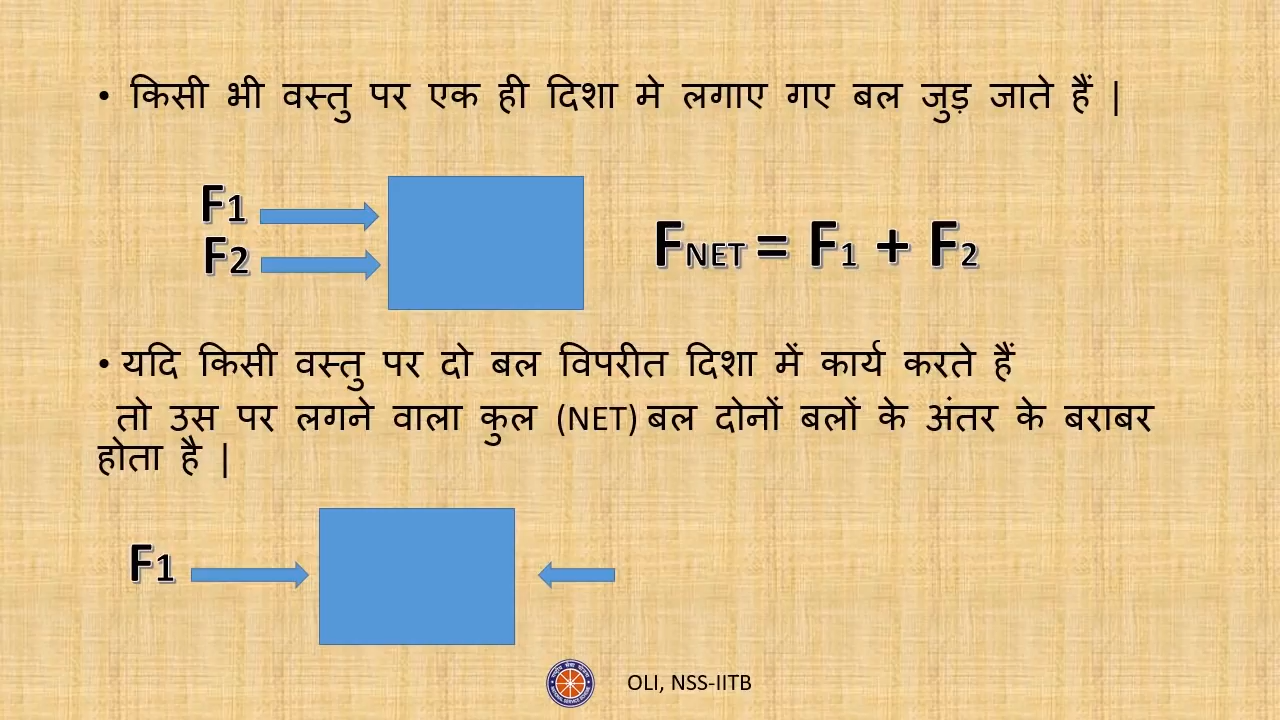 • किसी भी वस्तु पर एक ही दिशा मे लगाए गए बल जुड़ जाते हैं |
F1
F2
FNET = F1 + F2
• यदि किसी वस्तु पर दो बल विपरीत दिशा में कार्य करते हैं
तो उस पर लगने वाला कुल (NET) बल दोनों बलों के अंतर के बराबर
होता है |
F1
OLI, NSS-IITB